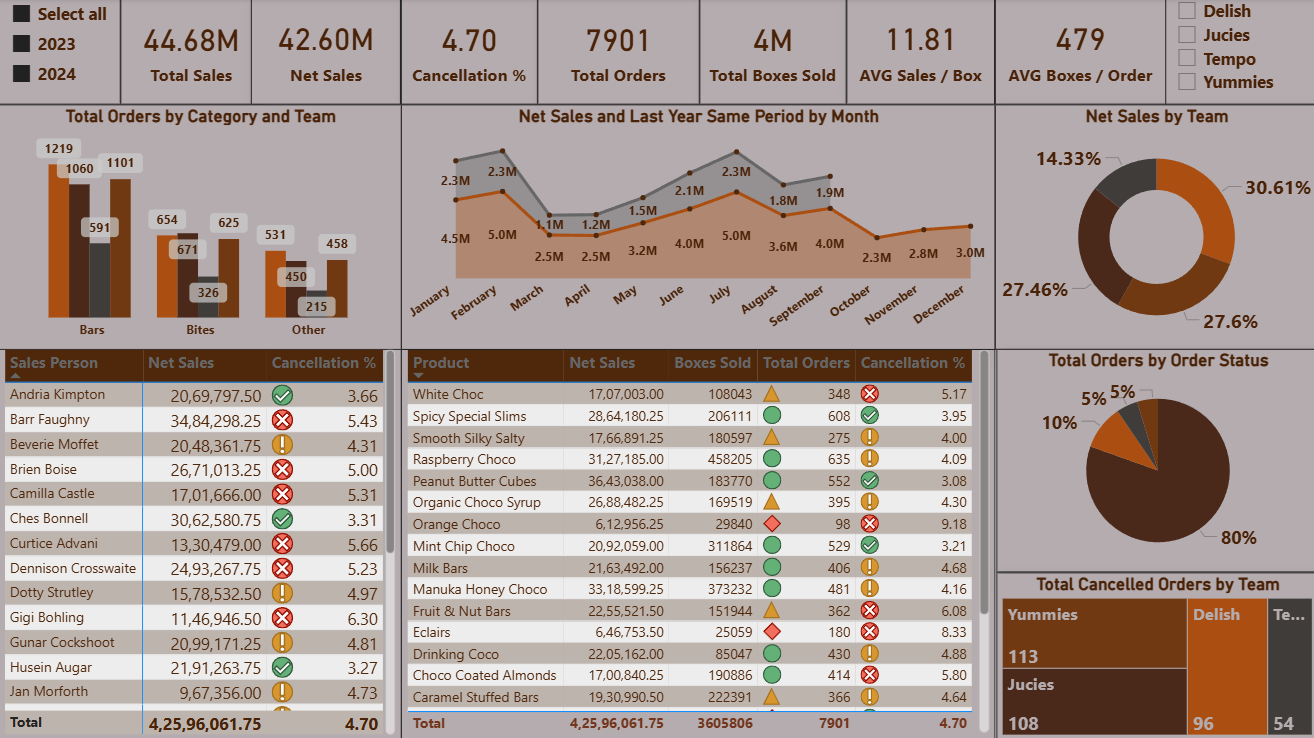 Select all
2023
2024
44.68M
Total Sales
42.60M
Net Sales
4.70
Cancellation %
7901
Total Orders
4M
Total Boxes Sold
11.81
AVG Sales / Box
479
AVG Boxes / Order
Delish
Jucies
Tempo
Yummies
Total Orders by Category and Team
1219
1060
591
1101
654
671
326
625
531
450
215
458
Bars Bites Other
Net Sales and Last Year Same Period by Month
2.3M 2.3M 1.1M 1.2M 1.5M 2.1M 2.3M 1.8M 1.9M
4.5M 5.0M 2.5M 2.5M 3.2M 4.0M 5.0M 3.6M 4.0M 2.3M 2.8M 3.0M
January February March April May June July August September October November December
Net Sales by Team
14.33%
30.61%
27.46%
27.6%
Sales Person Net Sales Cancellation %
Andria Kimpton 20,69,797.50 3.66
Barr Faughny 34,84,298.25 5.43
Beverie Moffet 20,48,361.75 4.31
Brien Boise 26,71,013.25 5.00
Camilla Castle 17,01,666.00 5.31
Ches Bonnell 30,62,580.75 3.31
Curtice Advani 13,30,479.00 5.66
Dennison Crosswaite 24,93,267.75 5.23
Dotty Strutley 15,78,532.50 4.97
Gigi Bohling 11,46,946.50 6.30
Gunar Cockshoot 20,99,171.25 4.81
Husein Augar 21,91,263.75 3.27
Jan Morforth 9,67,356.00 4.73
Total 4,25,96,061.75 4.70
Product Net Sales Boxes Sold Total Orders Cancellation %
White Choc 17,07,003.00 108043 348 5.17
Spicy Special Slims 28,64,180.25 206111 608 3.95
Smooth Silky Salty 17,66,891.25 180597 275 4.00
Raspberry Choco 31,27,185.00 458205 635 4.09
Peanut Butter Cubes 36,43,038.00 183770 552 3.08
Organic Choco Syrup 26,88,482.25 169519 395 4.30
Orange Choco 6,12,956.25 29840 98 9.18
Mint Chip Choco 20,92,059.00 311864 529 3.21
Milk Bars 21,63,492.00 156237 406 4.68
Manuka Honey Choco 33,18,599.25 373232 481 4.16
Fruit & Nut Bars 22,55,521.50 151944 362 6.08
Eclairs 6,46,753.50 25059 180 8.33
Drinking Coco 22,05,162.00 85047 430 4.88
Choco Coated Almonds 17,00,840.25 190886 414 5.80
Caramel Stuffed Bars 19,30,990.50 222391 366 4.64
Total 4,25,96,061.75 3605806 7901 4.70
Total Orders by Order Status
5%
5%
10%
80%
Total Cancelled Orders by Team
Yummies
113
Jucies
108
Delish
96
Te...
54